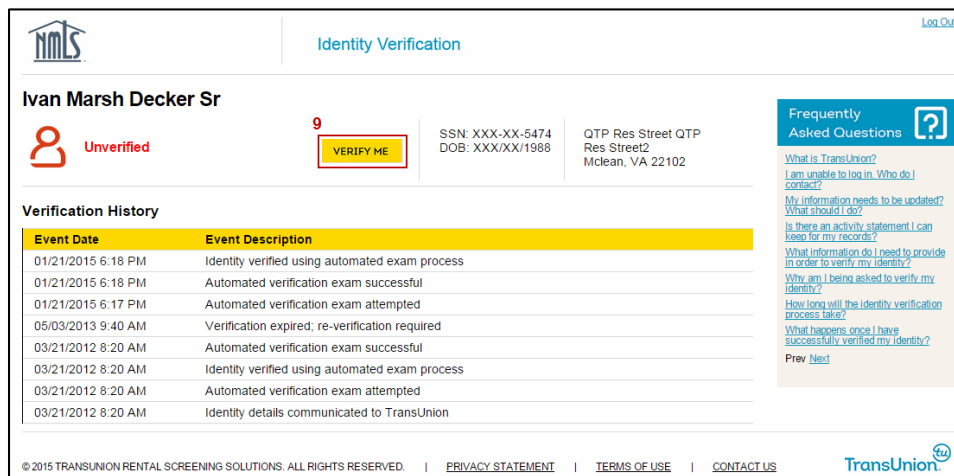 NMLS
Identity Verification
Log Out
Ivan Marsh Decker Sr
Unverified
9
VERIFY ME
SSN: XXX-XX-5474
DOB: XXX/XX/1988
QTP Res Street QTP
Res Street2
Mclean, VA 22102
Verification History
Event Date Event Description
01/21/2015 6:18 PM Identity verified using automated exam process
01/21/2015 6:18 PM Automated verification exam successful
01/21/2015 6:17 PM Automated verification exam attempted
05/03/2013 9:40 AM Verification expired; re-verification required
03/21/2012 8:20 AM Automated verification exam successful
03/21/2012 8:20 AM Identity verified using automated exam process
03/21/2012 8:20 AM Automated verification exam attempted
03/21/2012 8:20 AM Identity details communicated to TransUnion
Frequently
Asked Questions
What is TransUnion?
I am unable to log in. Who do I
contact?
My information needs to be updated?
What should I do?
Is there an activity statement I can
keep for my records?
What information do I need to provide
in order to verify my identity?
Why am I being asked to verify my
identity?
How long will the identity verification
process take?
What happens once I have
successfully verified my identity?
Prev Next
© 2015 TRANSUNION RENTAL SCREENING SOLUTIONS. ALL RIGHTS RESERVED. | PRIVACY STATEMENT | TERMS OF USE | CONTACT US
TransUnion tu